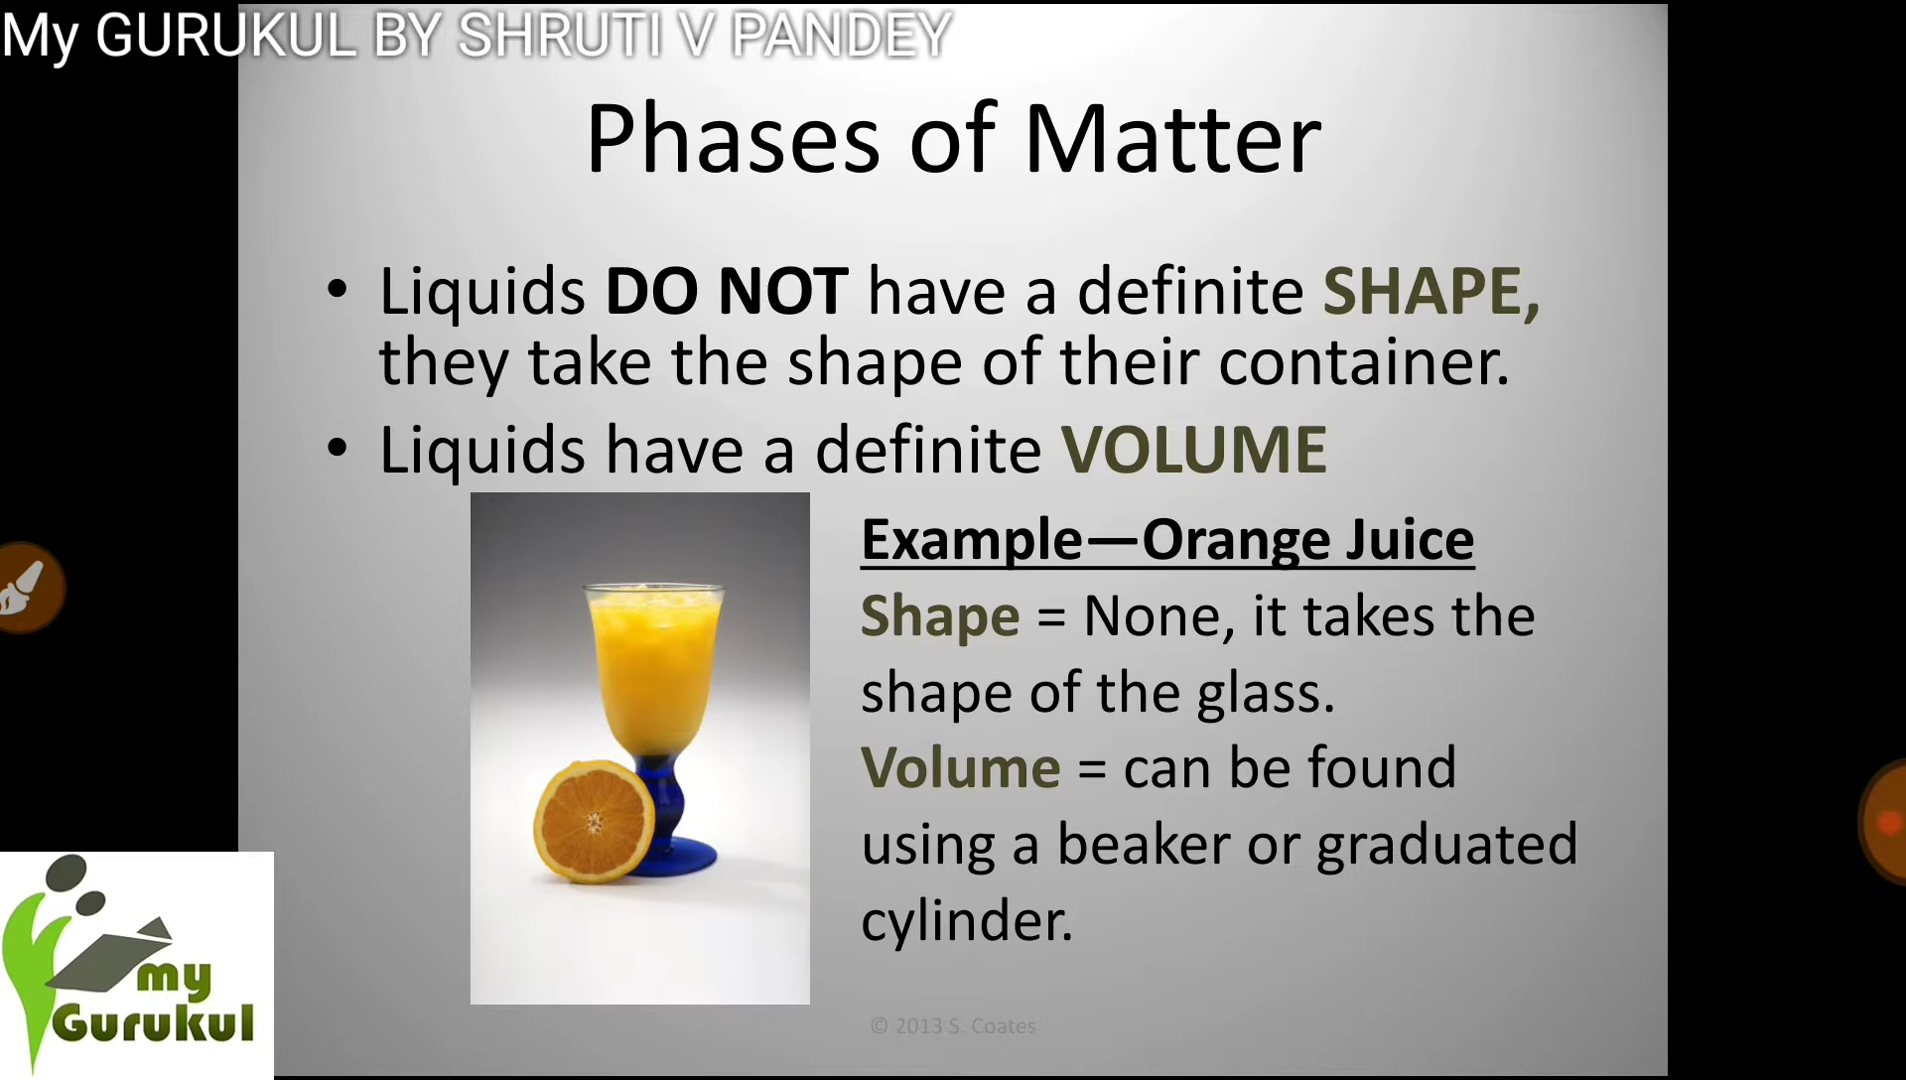 My GURUKUL BY SHRUTI V PANDEY
Phases of Matter
• Liquids DO NOT have a definite SHAPE,
they take the shape of their container.
• Liquids have a definite VOLUME
Example—Orange Juice
Shape = None, it takes the
shape of the glass.
Volume = can be found
using a beaker or graduated
cylinder.
my
Gurukul
© 2013 S. Coates